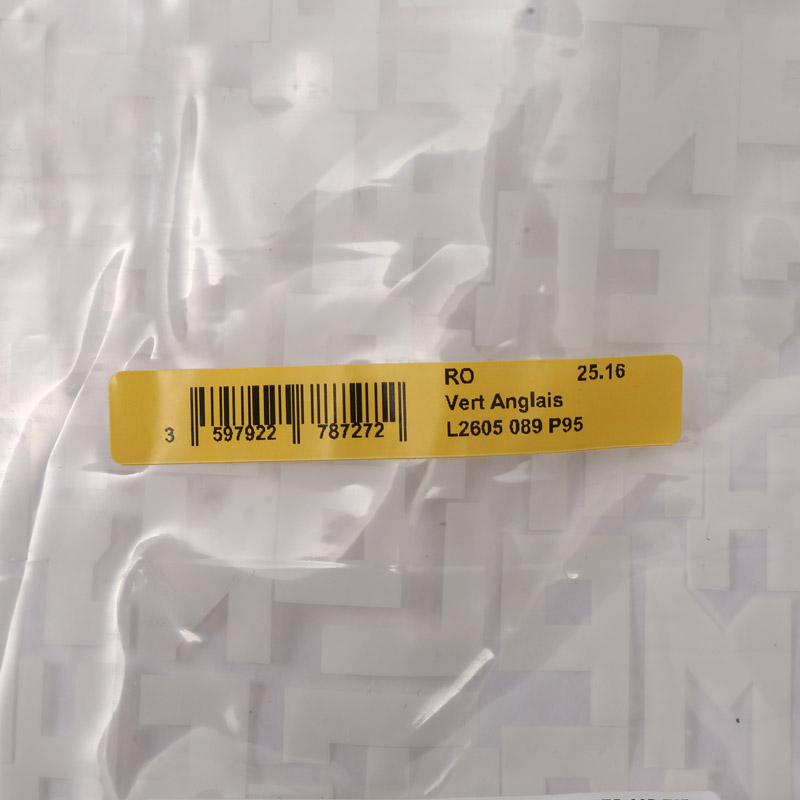 RO 25.16
Vert Anglais
L2605 089 P95
3 597922 787272